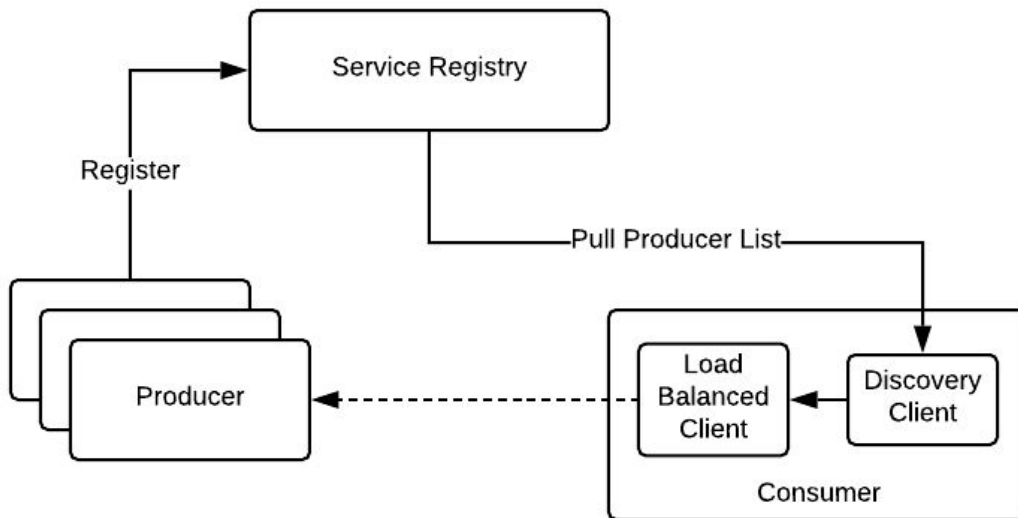 Service Registry
Register
Pull Producer List
Producer
Load
Balanced
Client
Discovery
Client
Consumer